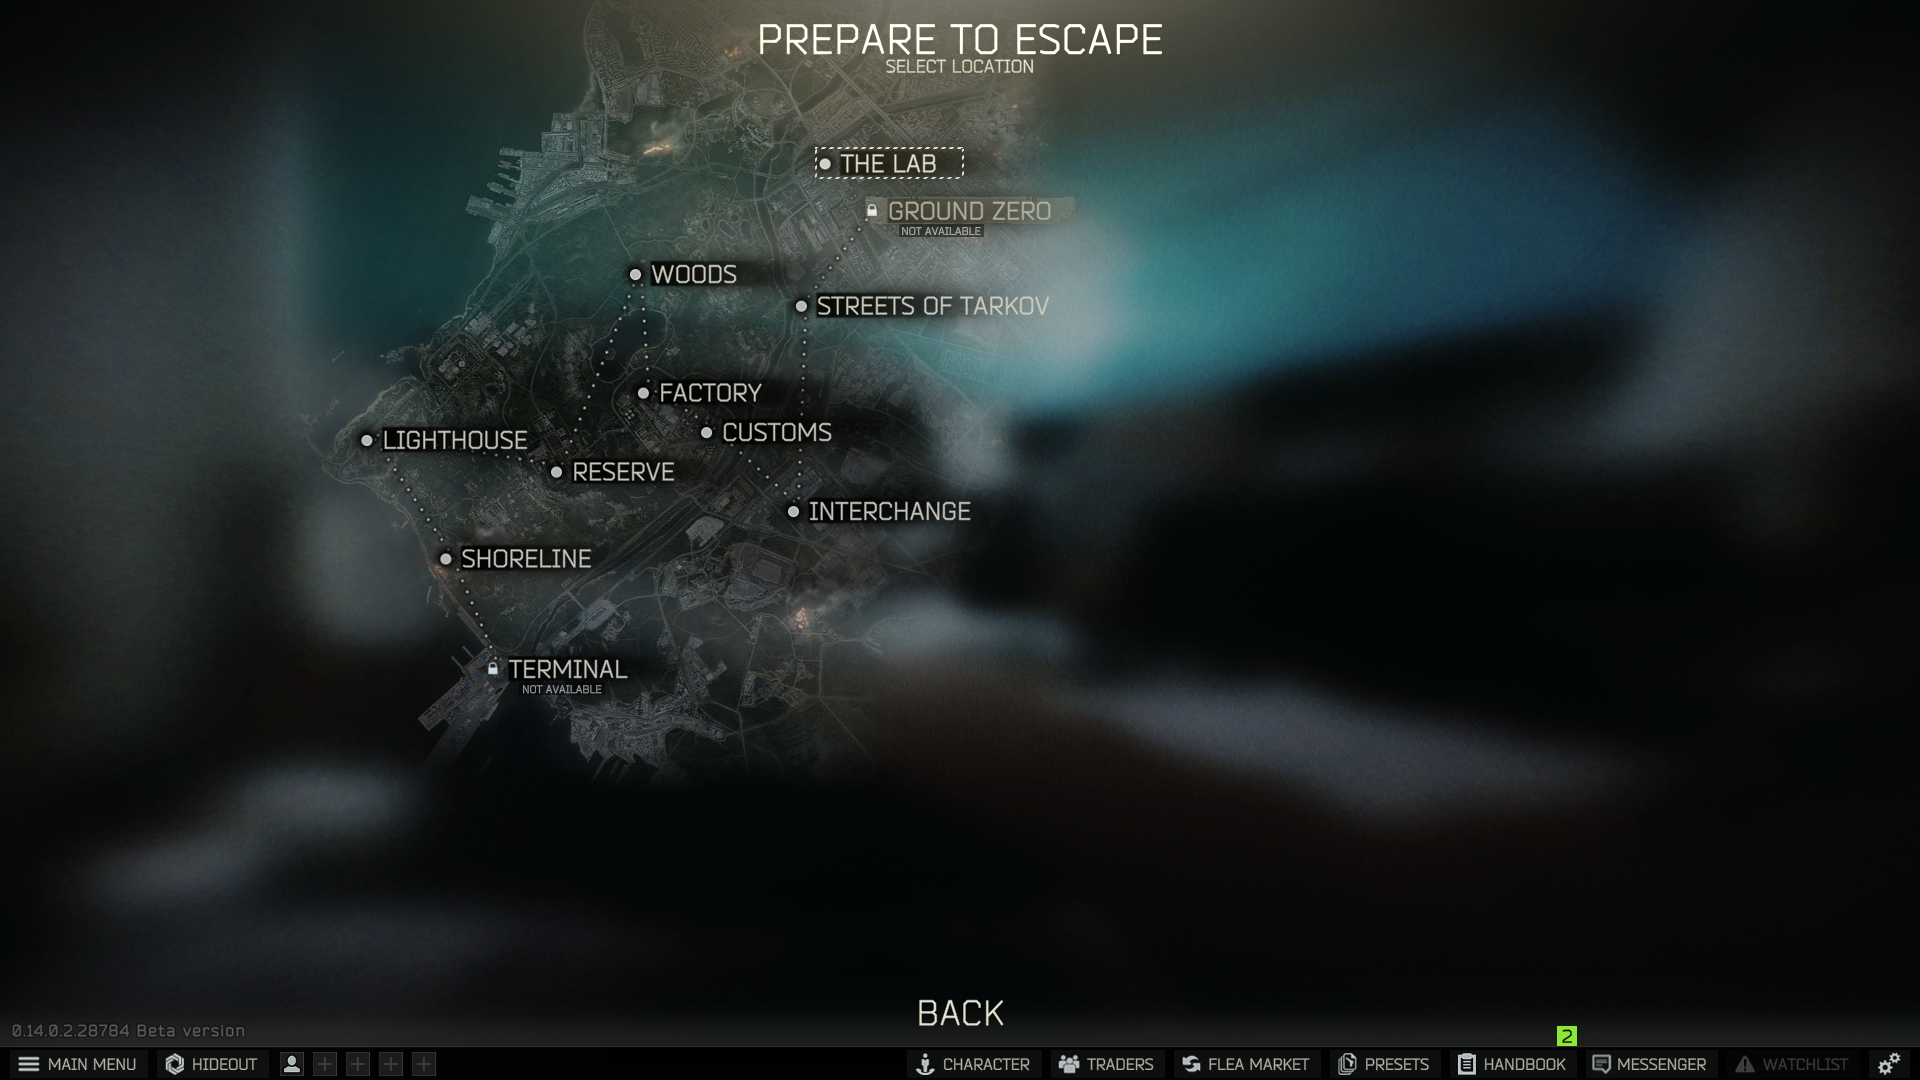 PREPARE TO ESCAPE
SELECT LOCATION
THE LAB
GROUND ZERO
NOT AVAILABLE
WOODS
STREETS OF TARKOV
FACTORY
CUSTOMS
LIGHTHOUSE
RESERVE
INTERCHANGE
SHORELINE
TERMINAL
NOT AVAILABLE
BACK
0.14.0.2.28784 Beta version
2
MAIN MENU
HIDEOUT
CHARACTER
TRADERS
FLEA MARKET
PRESETS
HANDBOOK
MESSENGER
WATCHLIST